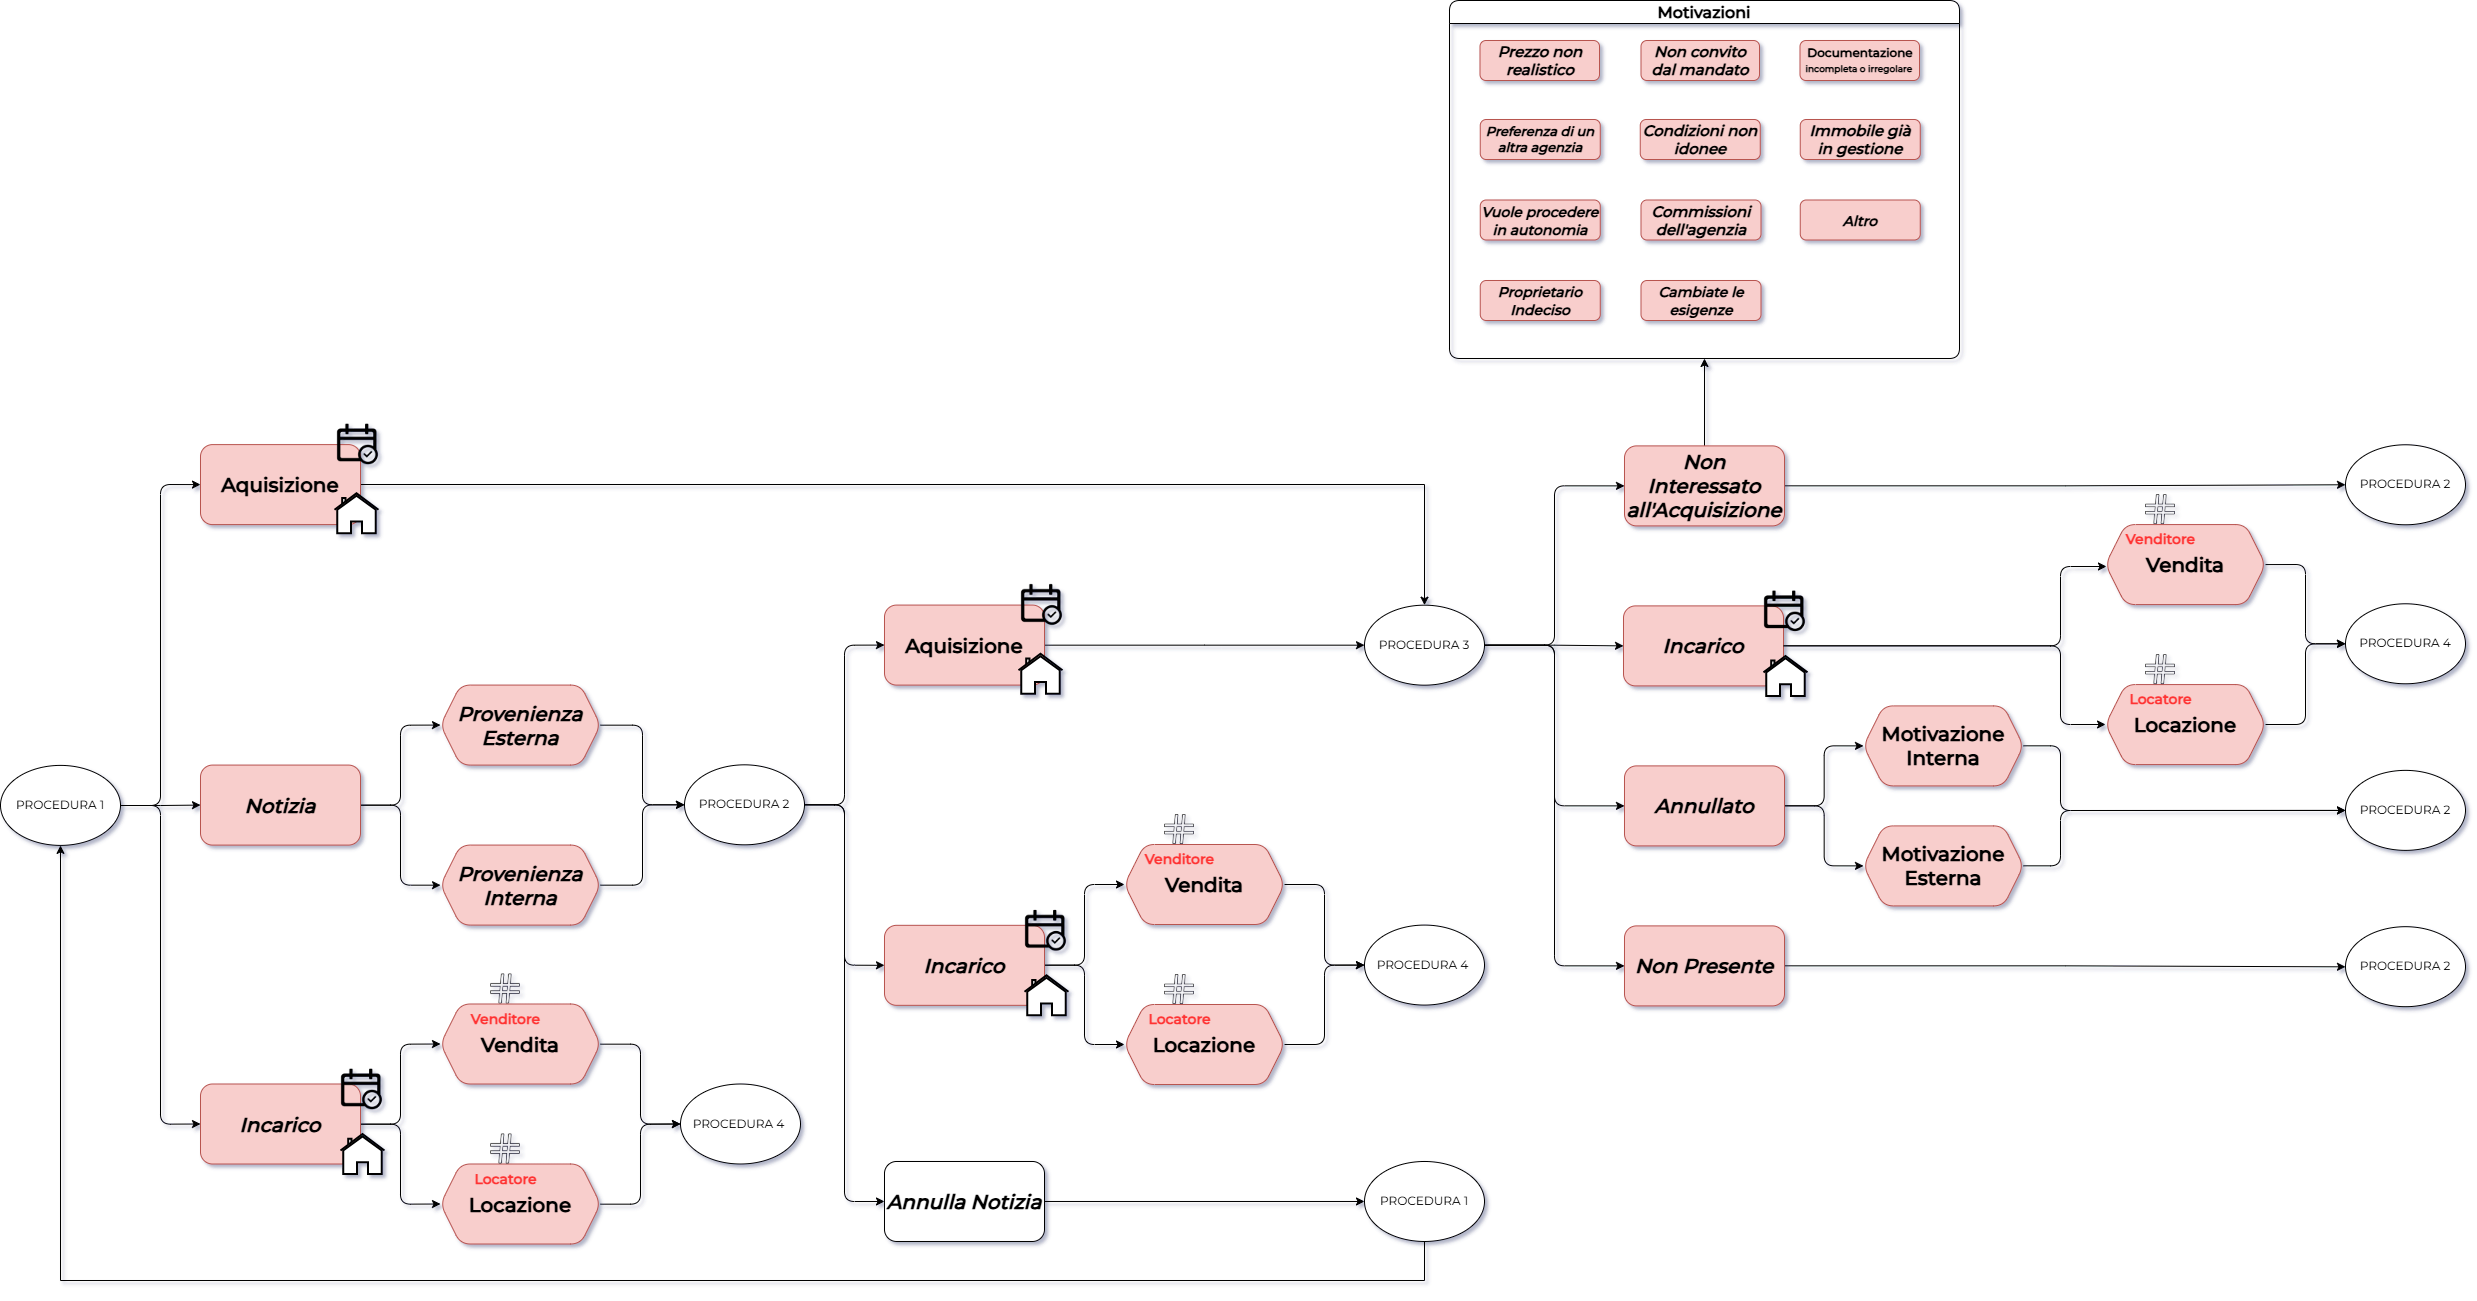 Motivazioni
Prezzo non
realistico
Non convito
dal mandato
Documentazione
incompleta o irregolare
Preferenza di un
altra agenzia
Condizioni non
idonee
Immobile già
in gestione
Vuole procedere
in autonomia
Commissioni
dell'agenzia
Altro
Proprietario
Indeciso
Cambiate le
esigenze
Aquisizione
Non
Interessato
all'Acquisizione
PROCEDURA 2
Venditore
Vendita
Aquisizione
PROCEDURA 3
Incarico
PROCEDURA 4
Locatore
Locazione
Provenienza
Esterna
Motivazione
Interna
PROCEDURA 1
Notizia
PROCEDURA 2
Annullato
PROCEDURA 2
Provenienza
Interna
Venditore
Vendita
Motivazione
Esterna
Incarico
PROCEDURA 4
Non Presente
PROCEDURA 2
Venditore
Vendita
Locatore
Locazione
Incarico
PROCEDURA 4
Locatore
Locazione
Annulla Notizia
PROCEDURA 1